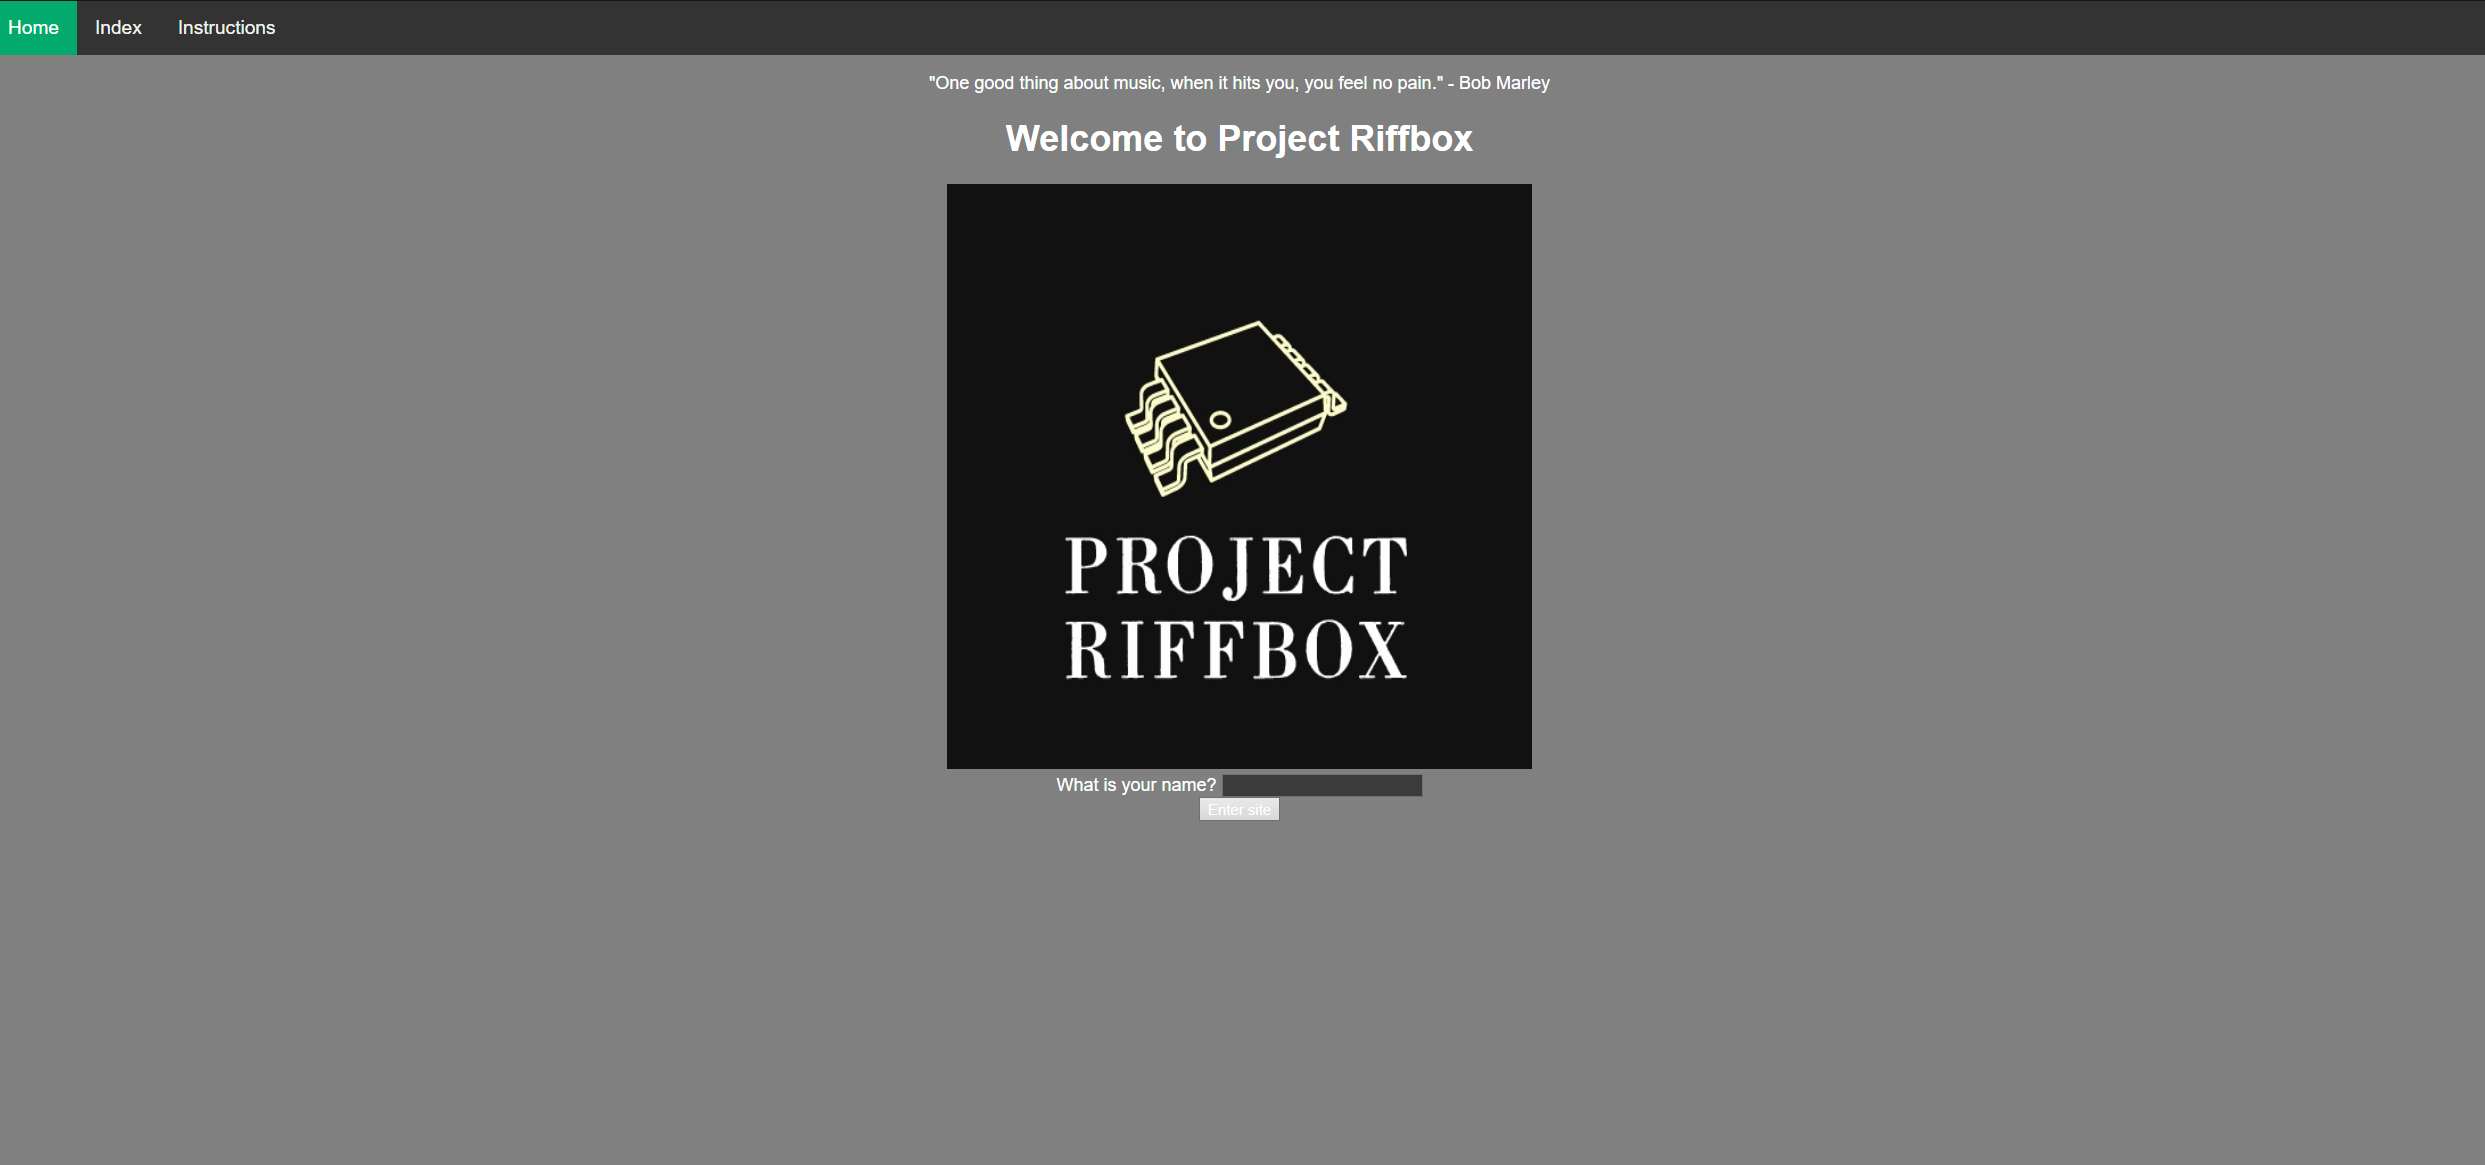 Home Index Instructions
"One good thing about music, when it hits you, you feel no pain." - Bob Marley
Welcome to Project Riffbox
PROJECT
RIFFBOX
What is your name?
Enter site